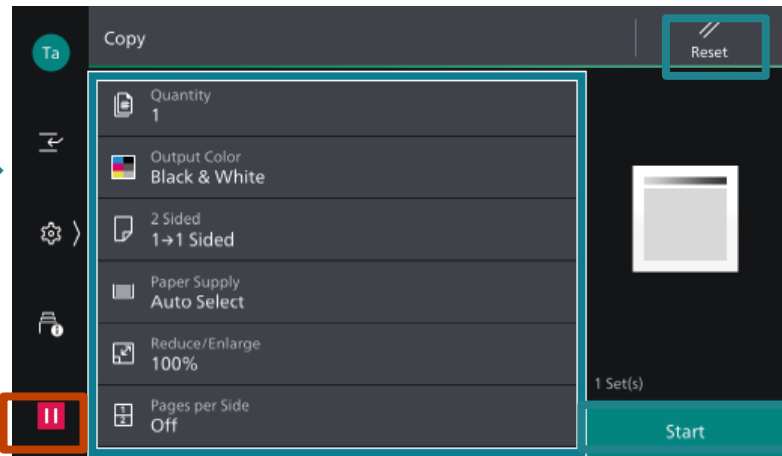 Ta
Copy
Reset
Quantity
1
Output Color
Black & White
2 Sided
1→1 Sided
Paper Supply
Auto Select
Reduce/Enlarge
100%
Pages per Side
Off
1 Set(s)
Start